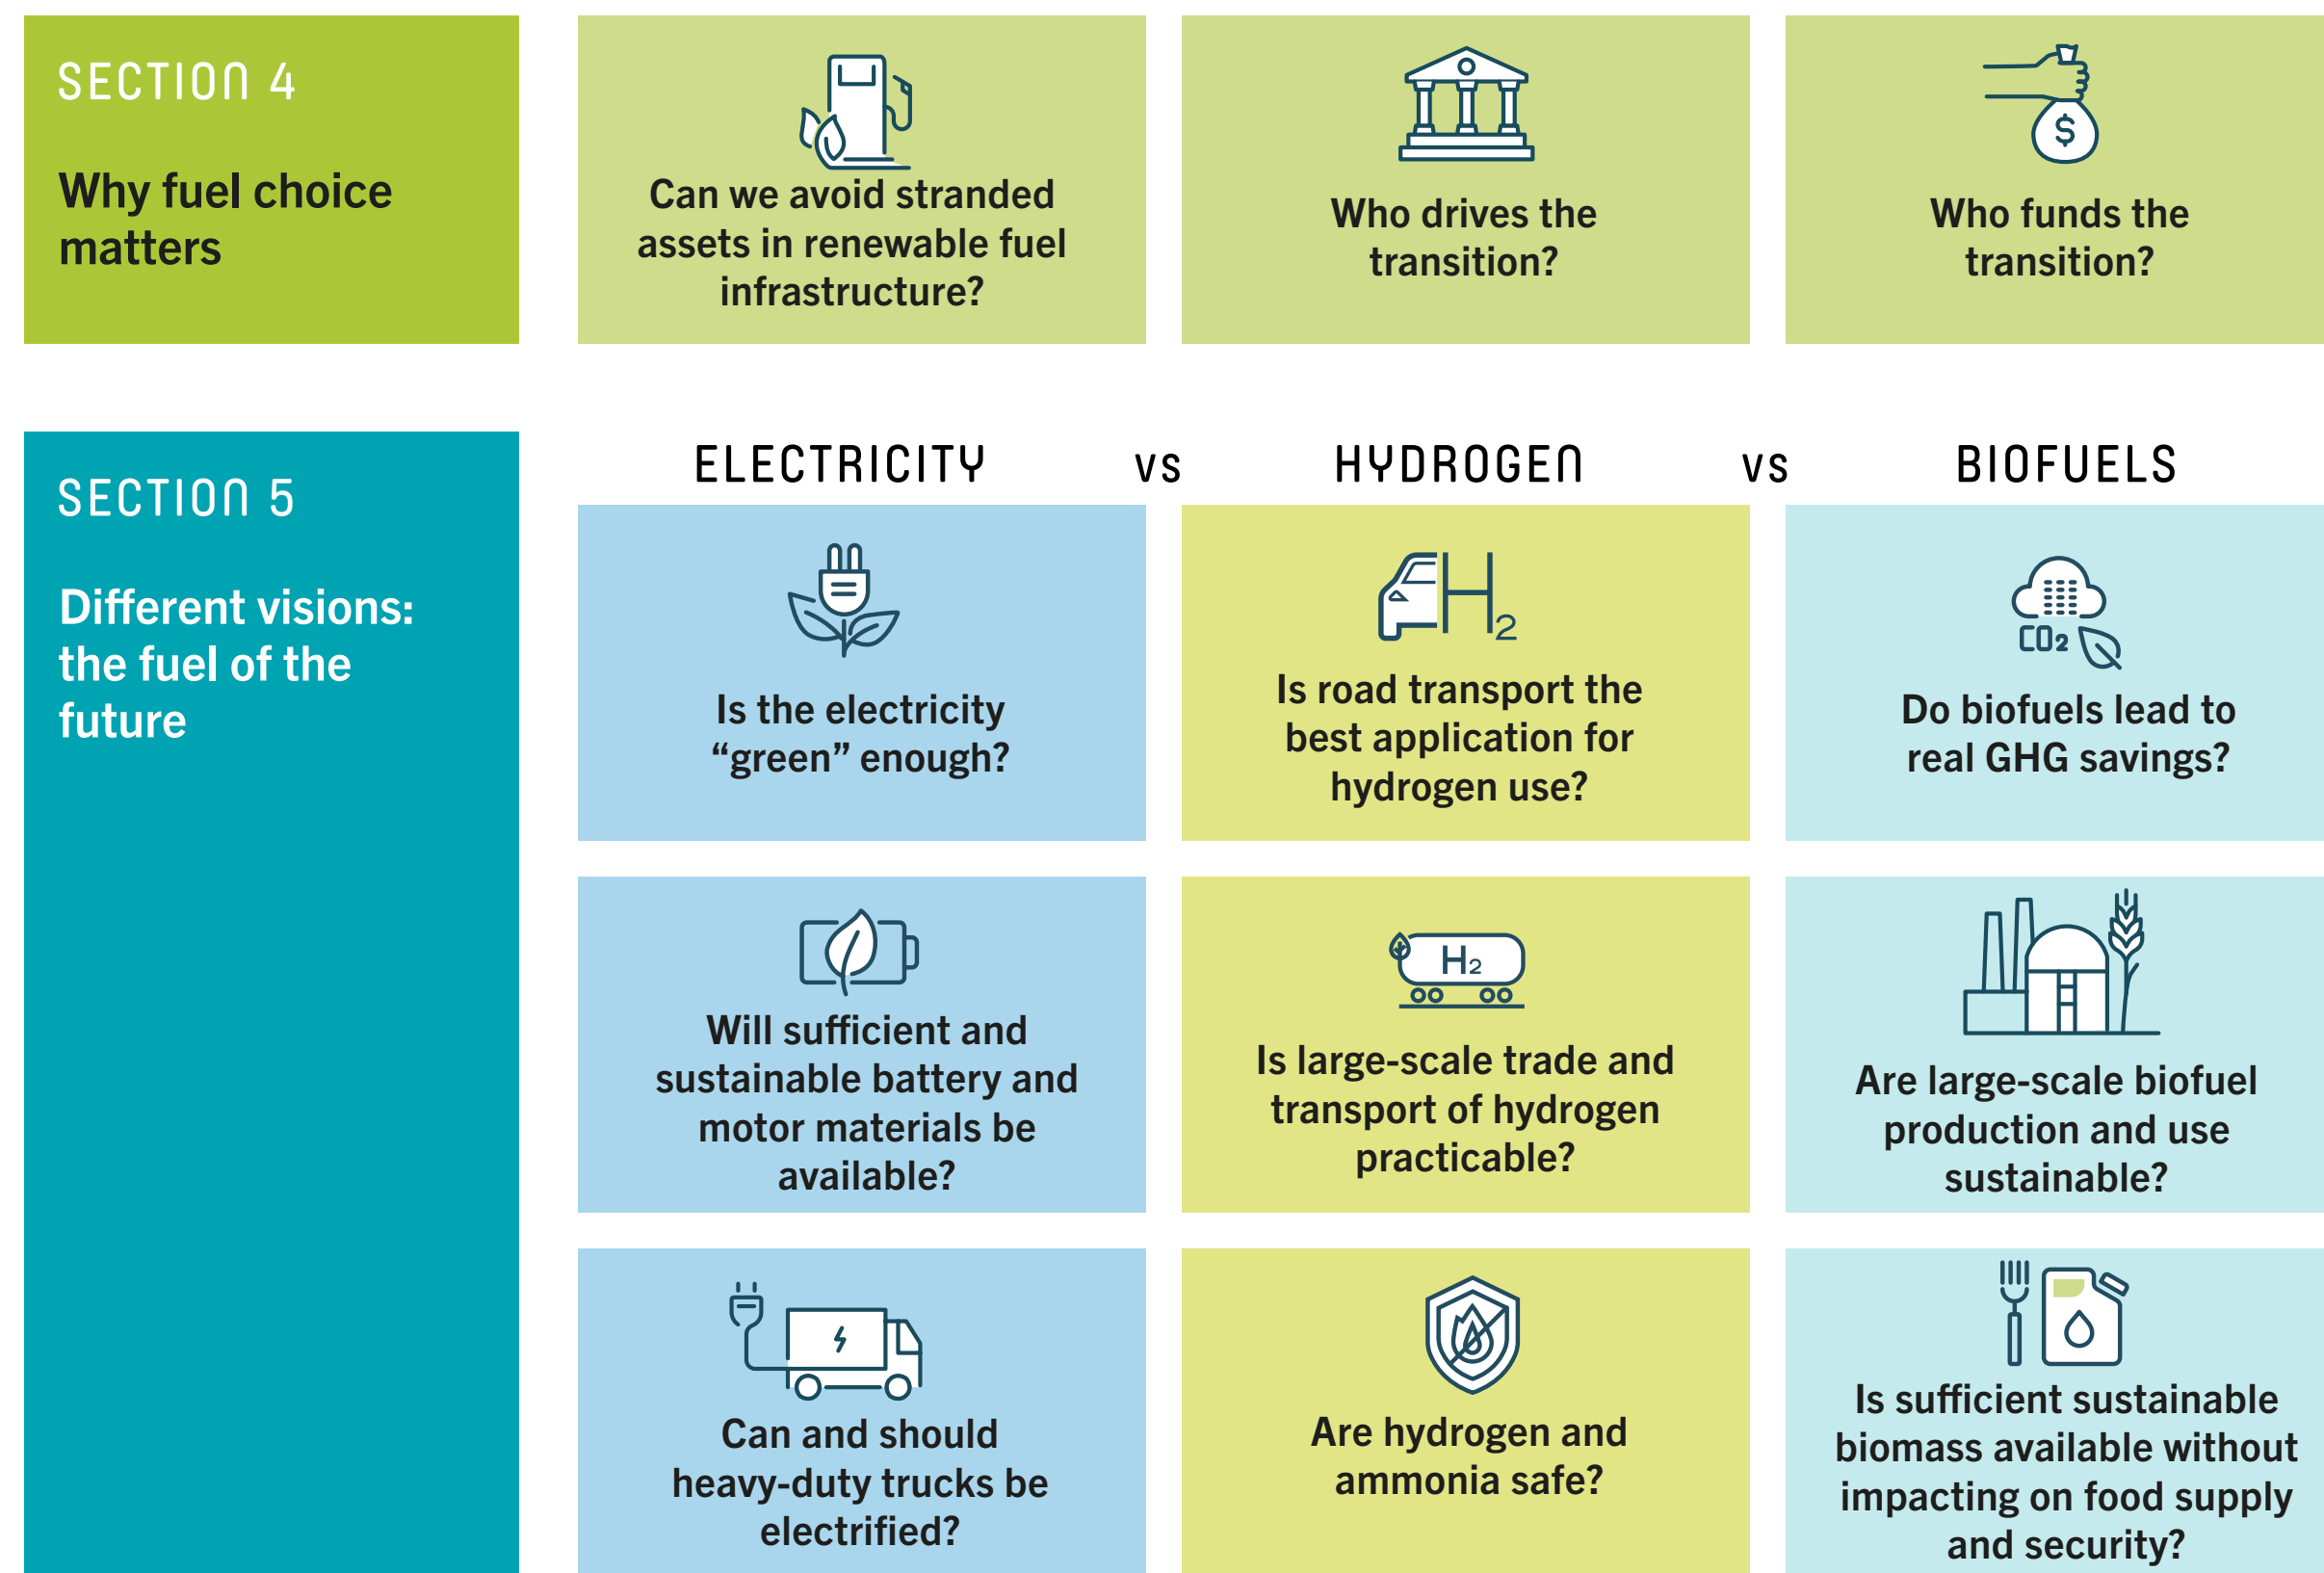 SECTION 4
Why fuel choice
matters
Can we avoid stranded
assets in renewable fuel
infrastructure?
Who drives the
transition?
$
Who funds the
transition?
SECTION 5
Different visions:
the fuel of the
future
ELECTRICITY vs HYDROGEN vs BIOFUELS
Is the electricity
“green” enough?
H2
Is road transport the
best application for
hydrogen use?
CO2
Do biofuels lead to
real GHG savings?
Will sufficient and
sustainable battery and
motor materials be
available?
H2
Is large-scale trade and
transport of hydrogen
practicable?
Are large-scale biofuel
production and use
sustainable?
Can and should
heavy-duty trucks be
electrified?
Are hydrogen and
ammonia safe?
Is sufficient sustainable
biomass available without
impacting on food supply
and security?